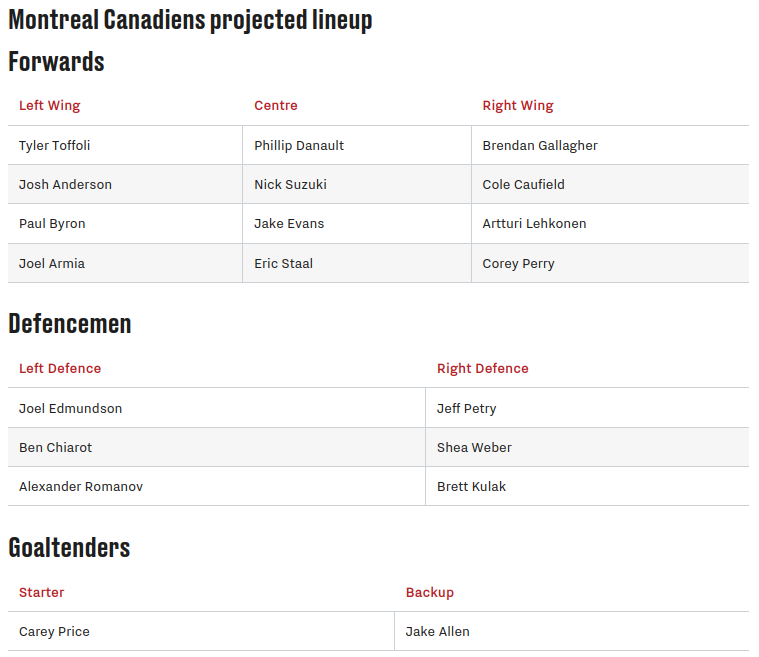 Montreal Canadiens projected lineup
Forwards
Left Wing Centre Right Wing
Tyler Toffoli Phillip Danault Brendan Gallagher
Josh Anderson Nick Suzuki Cole Caufield
Paul Byron Jake Evans Artturi Lehkonen
Joel Armia Eric Staal Corey Perry
Defencemen
Left Defence Right Defence
Joel Edmundson Jeff Petry
Ben Chiarot Shea Weber
Alexander Romanov Brett Kulak
Goaltenders
Starter Backup
Carey Price Jake Allen